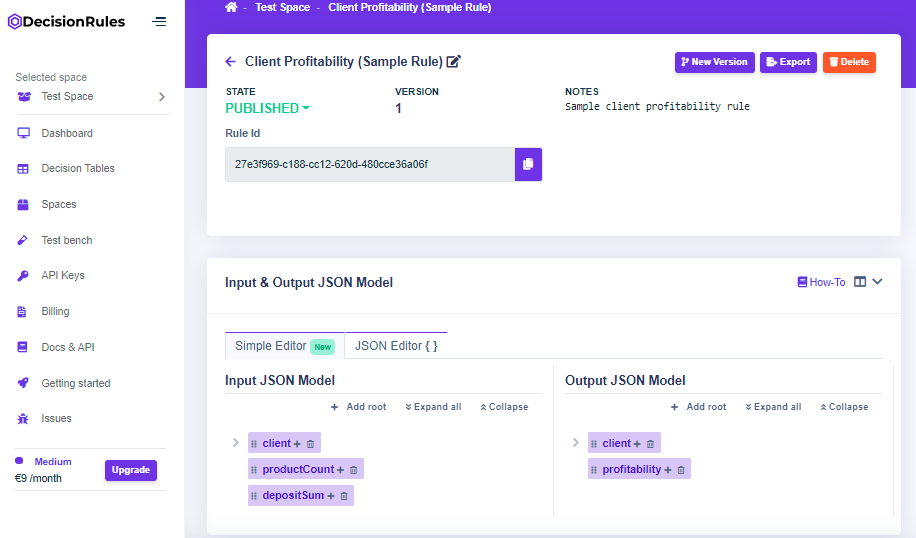 DecisionRules
Selected space
Test Space
Dashboard
Decision Tables
Spaces
Test bench
API Keys
Billing
Docs & API
Getting started
Issues
Medium
€9 /month
Upgrade
- Test Space - Client Profitability (Sample Rule)
Client Profitability (Sample Rule)
New Version
Export
Delete
STATE
PUBLISHED
VERSION
1
NOTES
Sample client profitability rule
Rule Id
27e3f969-c188-cc12-620d-480cce36a06f
Input & Output JSON Model
How-To
Simple Editor New
JSON Editor { }
Input JSON Model
+ Add root
Expand all
Collapse
client +
productCount +
depositSum +
Output JSON Model
+ Add root
Expand all
Collapse
client +
profitability +